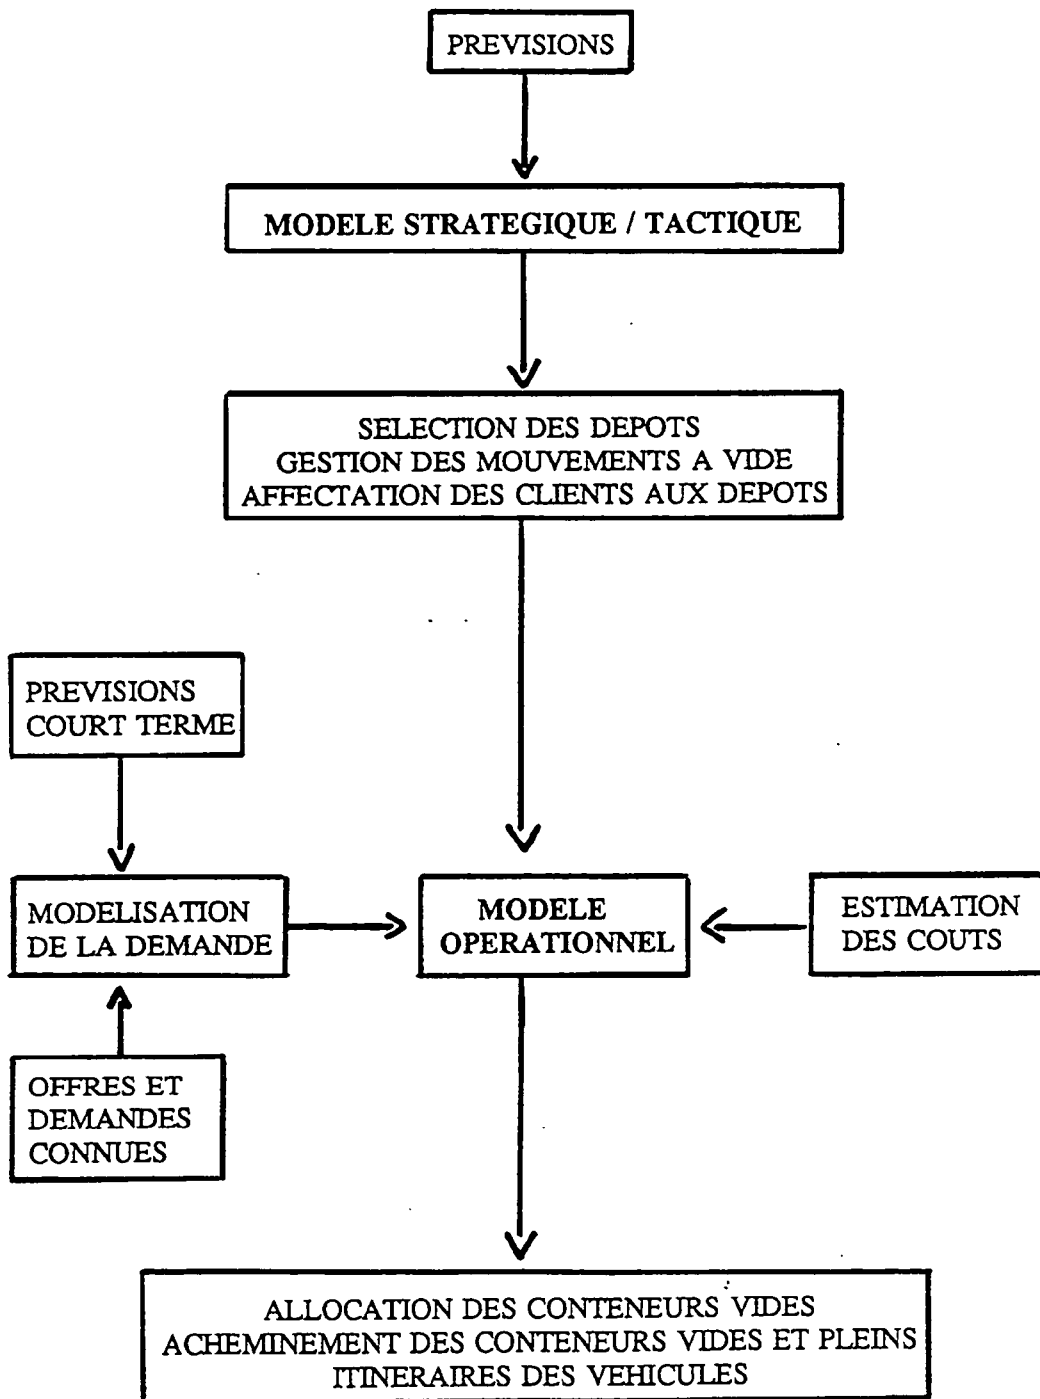 PREVISIONS
MODELE STRATEGIQUE / TACTIQUE
SELECTION DES DEPOTS
GESTION DES MOUVEMENTS A VIDE
AFFECTATION DES CLIENTS AUX DEPOTS
PREVISIONS
COURT TERME
MODELISATION
DE LA DEMANDE
MODELE
OPERATIONNEL
ESTIMATION
DES COUTS
OFFRES ET
DEMANDES
CONNUES
ALLOCATION DES CONTENEURS VIDES
ACHEMINEMENT DES CONTENEURS VIDES ET PLEINS
ITINERAIRES DES VEHICULES